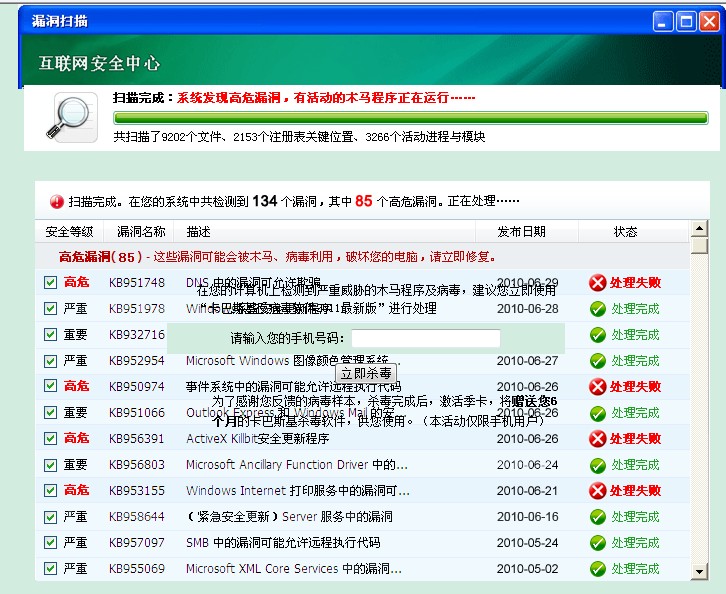 漏洞扫描
互联网安全中心
扫描完成：系统发现高危漏洞，有活动的木马程序正在运行……
共扫描了9202个文件、2153个注册表关键位置、3266个活动进程与模块
扫描完成。在您的系统中共检测到 134 个漏洞，其中 85 个高危漏洞。正在处理……
安全等级 漏洞名称 描述 发布日期 状态
高危漏洞(85) - 这些漏洞可能会被木马、病毒利用，破坏您的电脑，请立即修复。
高危 KB951748 DNS 中的漏洞可允许欺骗 2010-06-29 处理失败
在您的计算机上检测到严重威胁的木马程序及病毒，建议您立即使用
严重 KB951978 2010-06-28 处理完成
最新版”进行处理
重要 KB932716 处理完成
请输入您的手机号码：
严重 KB952954 Microsoft Windows 图像颜色管理系统... 2010-06-27 处理完成
立即杀毒
高危 KB950974 事件系统中的漏洞可能允许远程执行代码 2010-06-26 处理失败
为了感谢您反馈的病毒样本，杀毒完成后，激活季卡，将赠送您6
重要 KB951066 Outlook Express 和 Windows Mail 的安... 2010-06-26 处理完成
个月的卡巴斯基杀毒软件，供您使用。（本活动仅限手机用户）
高危 KB956391 ActiveX Killbit安全更新程序 2010-06-26 处理失败
重要 KB956803 Microsoft Ancillary Function Driver 中的... 2010-06-24 处理完成
高危 KB953155 Windows Internet 打印服务中的漏洞可... 2010-06-21 处理失败
严重 KB958644 （紧急安全更新）Server 服务中的漏洞 2010-06-16 处理完成
严重 KB957097 SMB 中的漏洞可能允许远程执行代码 2010-05-24 处理完成
严重 KB955069 Microsoft XML Core Services 中的漏洞... 2010-05-02 处理完成